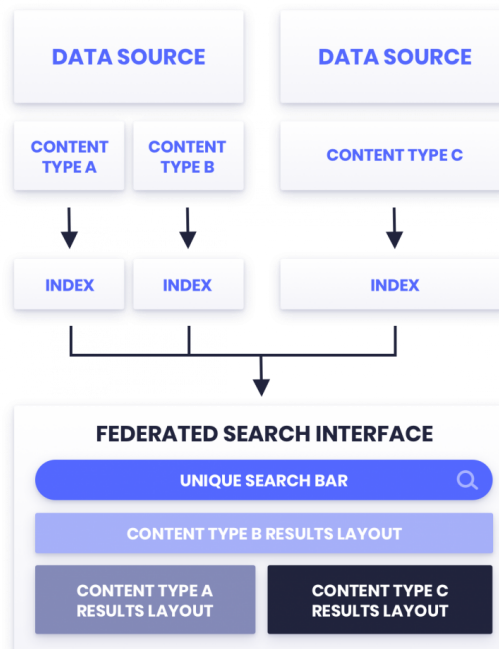 DATA SOURCE
DATA SOURCE
CONTENT
TYPE A
CONTENT
TYPE B
CONTENT TYPE C
INDEX
INDEX
INDEX
FEDERATED SEARCH INTERFACE
UNIQUE SEARCH BAR
CONTENT TYPE B RESULTS LAYOUT
CONTENT TYPE A
RESULTS LAYOUT
CONTENT TYPE C
RESULTS LAYOUT